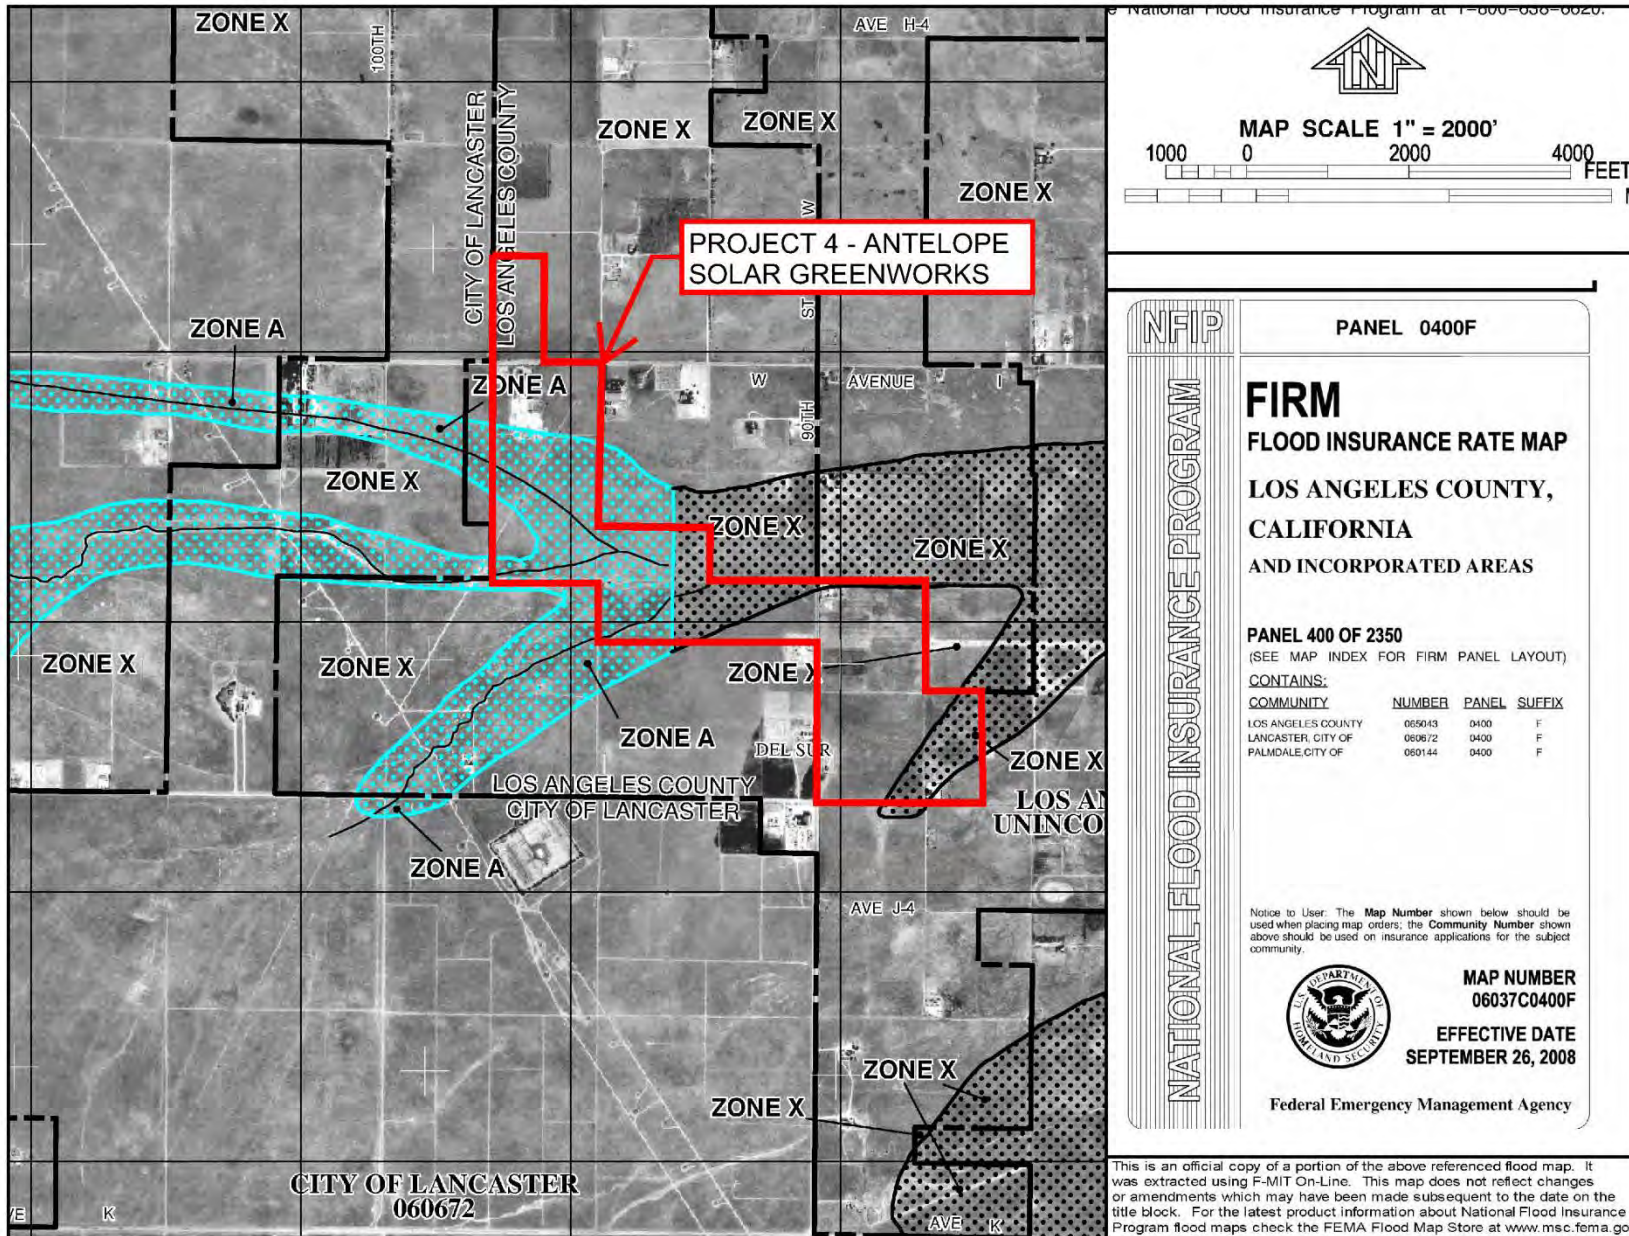 e National Flood Insurance Program at 1-800-638-6620.
MAP SCALE 1" = 2000'
1000 0 2000 4000
FEET
NFIP
PANEL 0400F
NATIONAL FLOOD INSURANCE PROGRAM
FIRM
FLOOD INSURANCE RATE MAP
LOS ANGELES COUNTY,
CALIFORNIA
AND INCORPORATED AREAS
PANEL 400 OF 2350
(SEE MAP INDEX FOR FIRM PANEL LAYOUT)
CONTAINS:
COMMUNITY NUMBER PANEL SUFFIX
LOS ANGELES COUNTY 065043 0400 F
LANCASTER, CITY OF 060672 0400 F
PALMDALE,CITY OF 060144 0400 F
Notice to User: The Map Number shown below should be
used when placing map orders; the Community Number shown
above should be used on insurance applications for the subject
community.
U.S. DEPARTMENT OF HOMELAND SECURITY
MAP NUMBER
06037C0400F
EFFECTIVE DATE
SEPTEMBER 26, 2008
Federal Emergency Management Agency
This is an official copy of a portion of the above referenced flood map. It
was extracted using F-MIT On-Line. This map does not reflect changes
or amendments which may have been made subsequent to the date on the
title block. For the latest product information about National Flood Insurance
Program flood maps check the FEMA Flood Map Store at www.msc.fema.go
ZONE X
100TH
AVE H-4
CITY OF LANCASTER
LOS ANGELES COUNTY
ZONE X
ZONE X
ZONE X
PROJECT 4 - ANTELOPE
SOLAR GREENWORKS
ST W
90TH
ZONE A
ZONE A
W AVENUE I
ZONE X
ZONE X
ZONE X
ZONE X
ZONE X
ZONE X
ZONE A
DEL SUR
ZONE X
LOS ANGELES COUNTY
CITY OF LANCASTER
LOS AN
UNINCO
ZONE A
AVE J-4
ZONE X
ZONE X
CITY OF LANCASTER
060672
VE K
AVE K